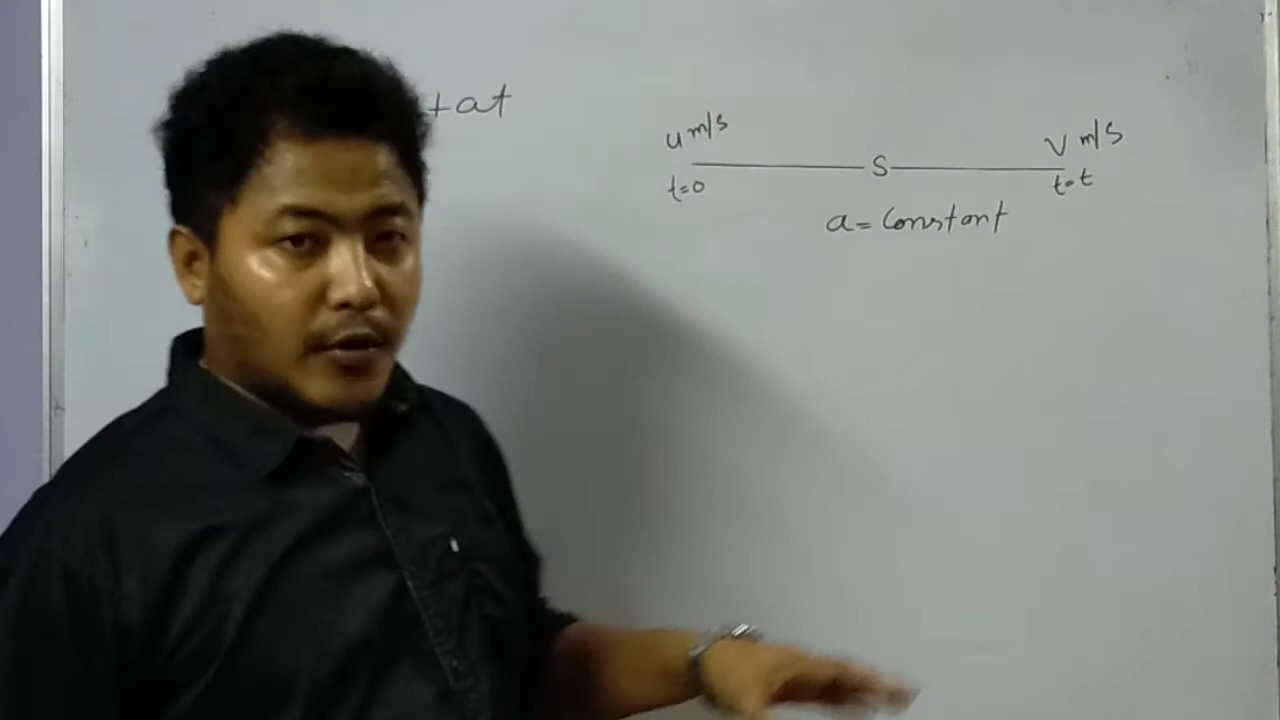 +at
u m/s V m/s
S
t=0 t=t
a= Constant